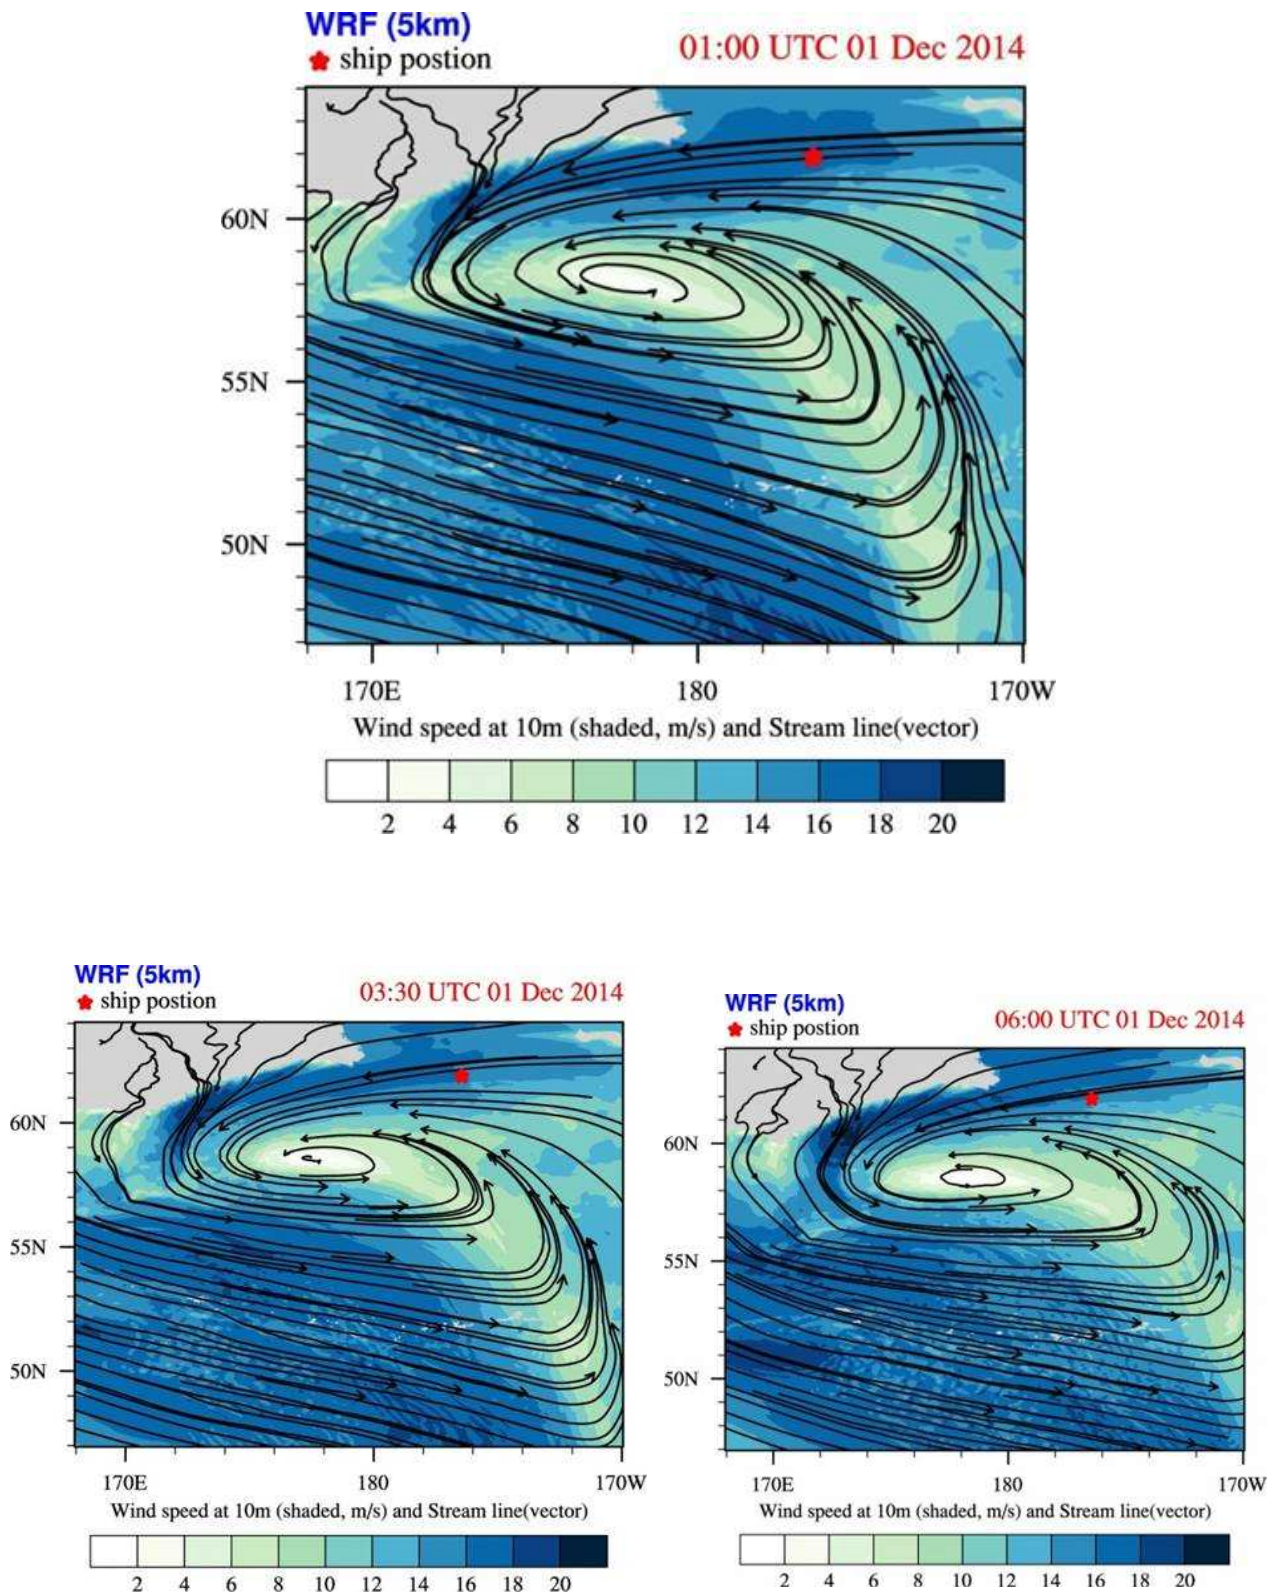 WRF (5km)
ship postion
01:00 UTC 01 Dec 2014
60N
55N
50N
170E 180 170W
Wind speed at 10m (shaded, m/s) and Stream line(vector)
2 4 6 8 10 12 14 16 18 20
WRF (5km)
ship postion
03:30 UTC 01 Dec 2014
60N
55N
50N
170E 180 170W
Wind speed at 10m (shaded, m/s) and Stream line(vector)
2 4 6 8 10 12 14 16 18 20
WRF (5km)
ship postion
06:00 UTC 01 Dec 2014
60N
55N
50N
170E 180 170W
Wind speed at 10m (shaded, m/s) and Stream line(vector)
2 4 6 8 10 12 14 16 18 20